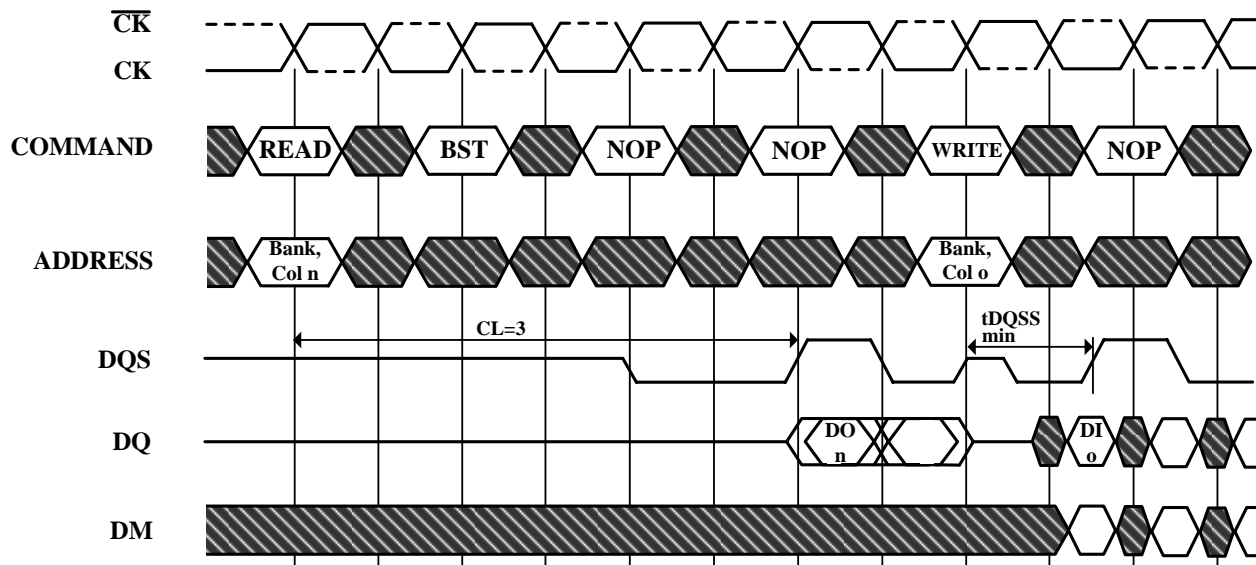 CK
CK
COMMAND
READ
BST
NOP
NOP
WRITE
NOP
ADDRESS
Bank,
Col n
Bank,
Col o
CL=3
tDQSS
min
DQS
DQ
DO
n
DI
o
DM